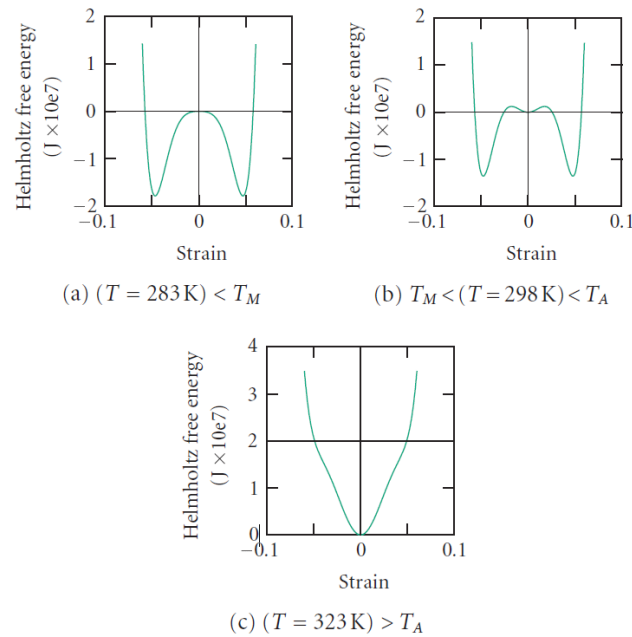 Helmholtz free energy
(J ×10e7)
2
1
0
−1
−2
−0.1
0
0.1
Strain
(a) (T = 283 K) < T_M
Helmholtz free energy
(J ×10e7)
2
1
0
−1
−2
−0.1
0
0.1
Strain
(b) T_M < (T = 298 K) < T_A
Helmholtz free energy
(J ×10e7)
4
3
2
1
0
−0.1
0
0.1
Strain
(c) (T = 323 K) > T_A